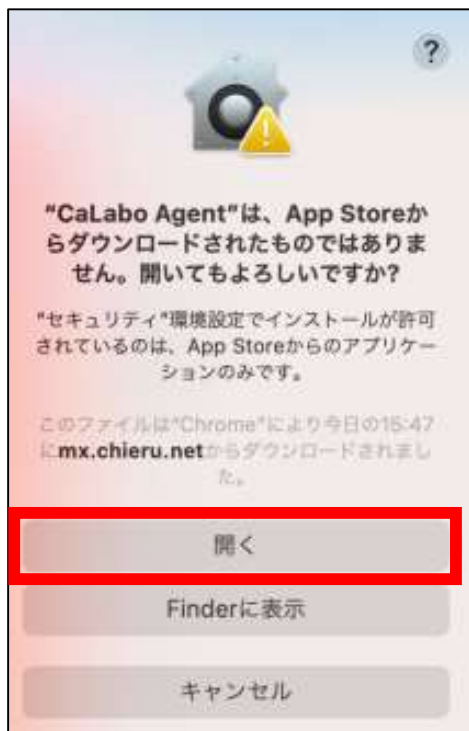 ?
"CaLabo Agent"は、App Storeか
らダウンロードされたものではありま
せん。開いてもよろしいですか?
"セキュリティ"環境設定でインストールが許可
されているのは、App Storeからのアプリケー
ションのみです。
このファイルは"Chrome"により今日の15:47
にmx.chieru.netからダウンロードされまし
た。
開く
Finderに表示
キャンセル